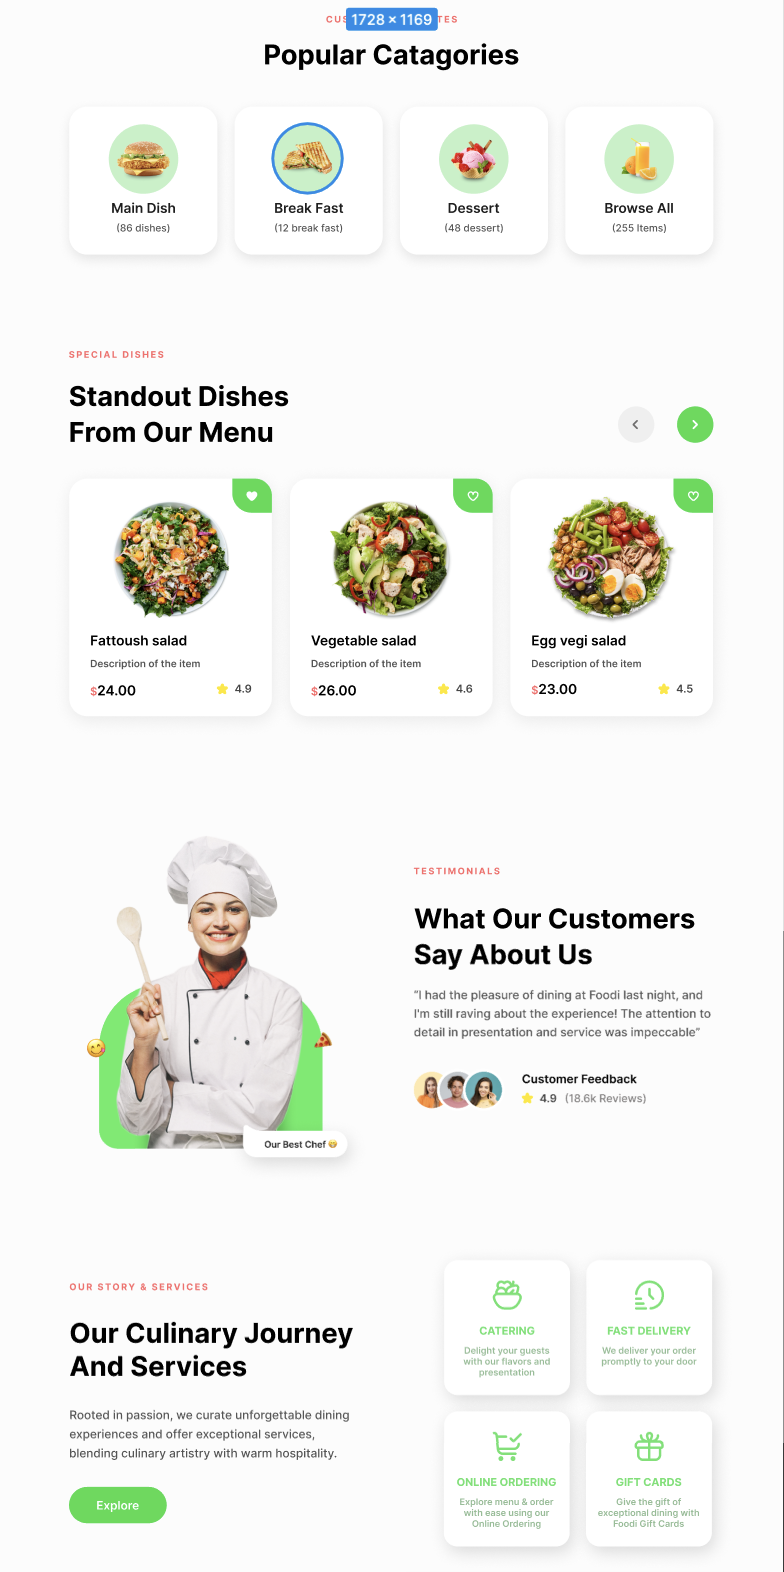 1728 × 1169
Popular Catagories
Main Dish
(86 dishes)
Break Fast
(12 break fast)
Dessert
(48 dessert)
Browse All
(255 Items)
SPECIAL DISHES
Standout Dishes
From Our Menu
Fattoush salad
Description of the item
$24.00
4.9
Vegetable salad
Description of the item
$26.00
4.6
Egg vegi salad
Description of the item
$23.00
4.5
TESTIMONIALS
What Our Customers
Say About Us
“I had the pleasure of dining at Foodi last night, and
I'm still raving about the experience! The attention to
detail in presentation and service was impeccable”
Customer Feedback
4.9 (18.6k Reviews)
Our Best Chef
OUR STORY & SERVICES
Our Culinary Journey
And Services
Rooted in passion, we curate unforgettable dining
experiences and offer exceptional services,
blending culinary artistry with warm hospitality.
Explore
CATERING
Delight your guests
with our flavors and
presentation
FAST DELIVERY
We deliver your order
promptly to your door
ONLINE ORDERING
Explore menu & order
with ease using our
Online Ordering
GIFT CARDS
Give the gift of
exceptional dining with
Foodi Gift Cards